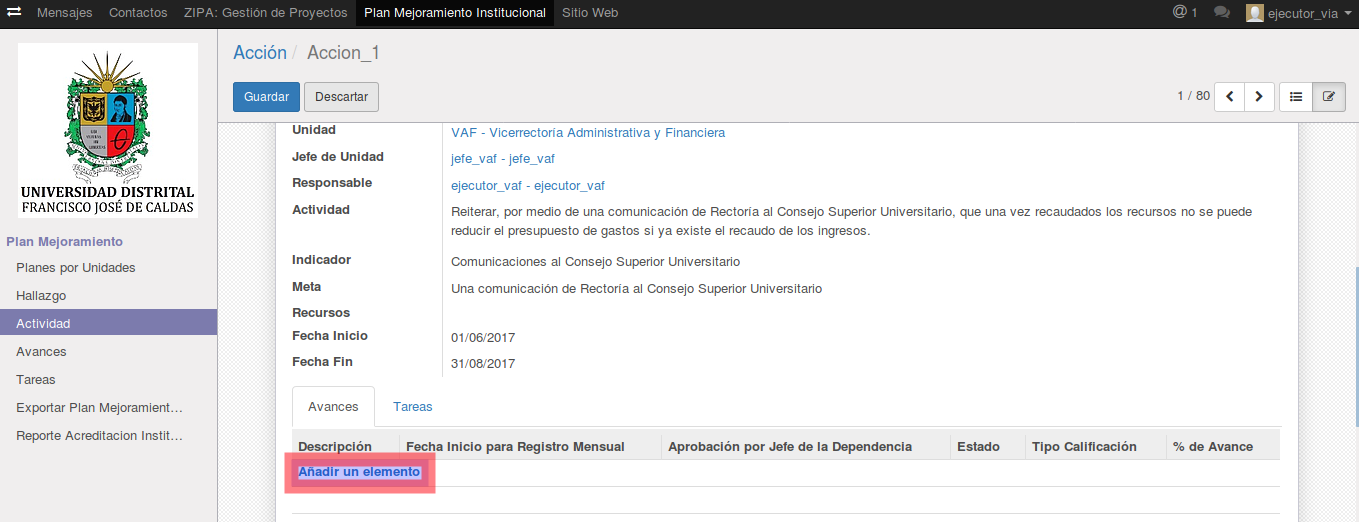 Mensajes Contactos ZIPA: Gestión de Proyectos Plan Mejoramiento Institucional Sitio Web @ 1 ejecutor_via
UNIVERSIDAD DISTRITAL
FRANCISCO JOSÉ DE CALDAS
Plan Mejoramiento
Planes por Unidades
Hallazgo
Actividad
Avances
Tareas
Exportar Plan Mejoramient...
Reporte Acreditacion Instit...
Acción / Accion_1
Guardar Descartar 1 / 80
Unidad VAF - Vicerrectoría Administrativa y Financiera
Jefe de Unidad jefe_vaf - jefe_vaf
Responsable ejecutor_vaf - ejecutor_vaf
Actividad Reiterar, por medio de una comunicación de Rectoría al Consejo Superior Universitario, que una vez recaudados los recursos no se puede
reducir el presupuesto de gastos si ya existe el recaudo de los ingresos.
Indicador Comunicaciones al Consejo Superior Universitario
Meta Una comunicación de Rectoría al Consejo Superior Universitario
Recursos
Fecha Inicio 01/06/2017
Fecha Fin 31/08/2017
Avances Tareas
Descripción Fecha Inicio para Registro Mensual Aprobación por Jefe de la Dependencia Estado Tipo Calificación % de Avance
Añadir un elemento